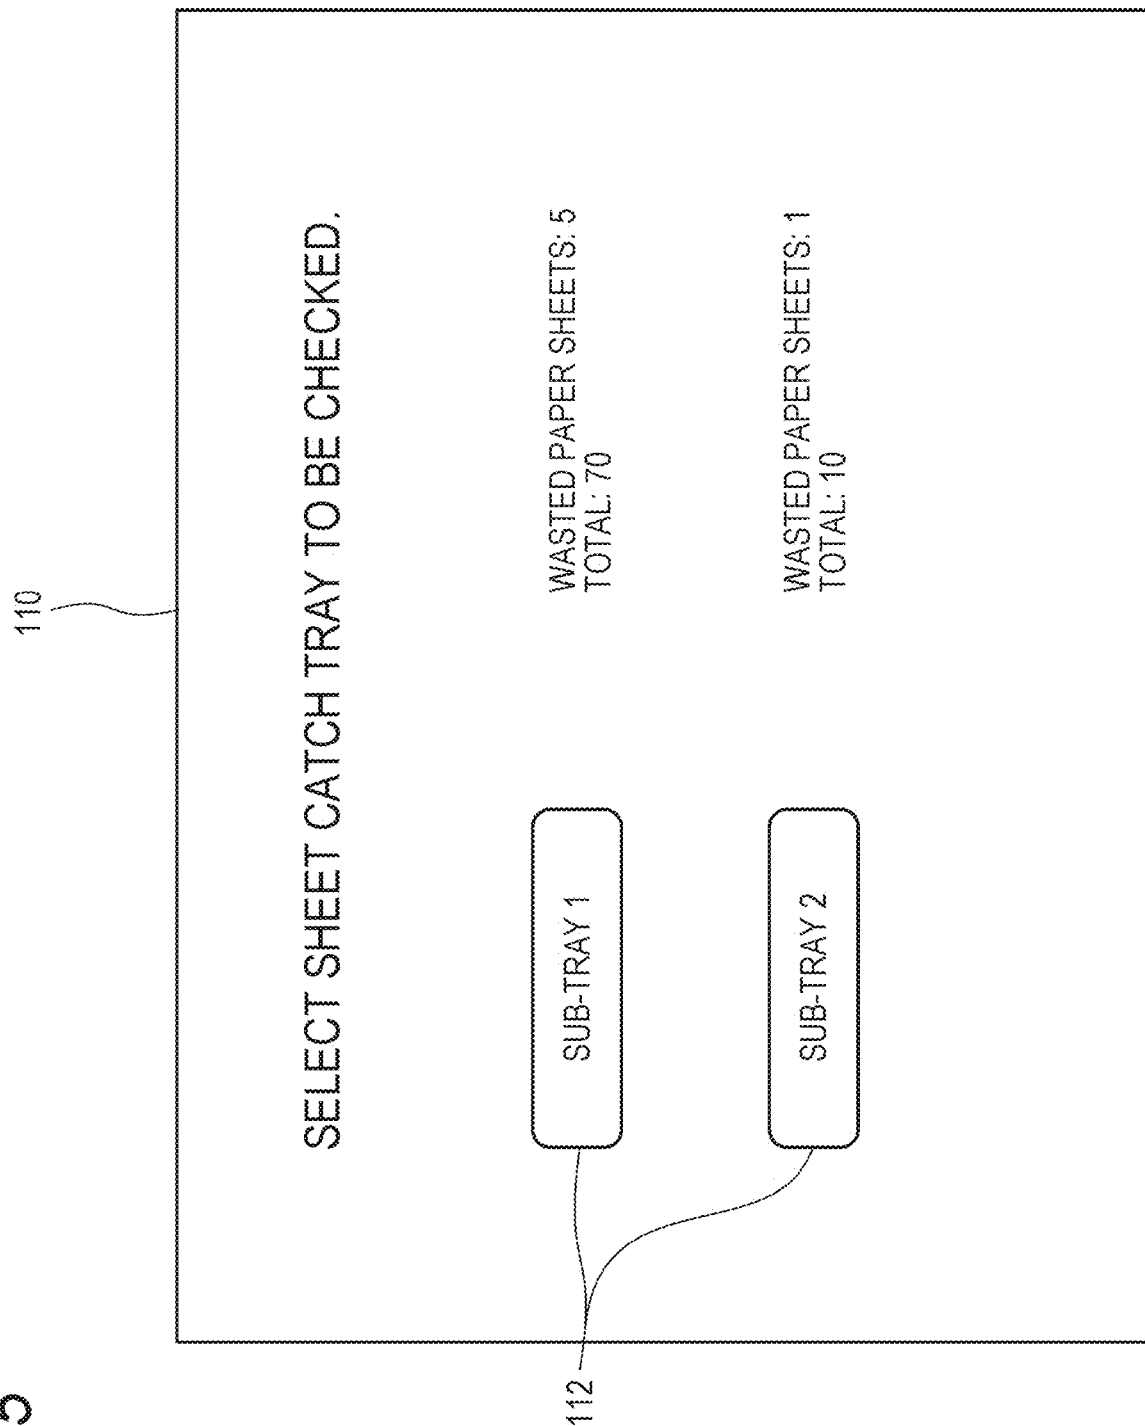 110
SELECT SHEET CATCH TRAY TO BE CHECKED.
SUB-TRAY 1
WASTED PAPER SHEETS: 5
TOTAL: 70
SUB-TRAY 2
WASTED PAPER SHEETS: 1
TOTAL: 10
112